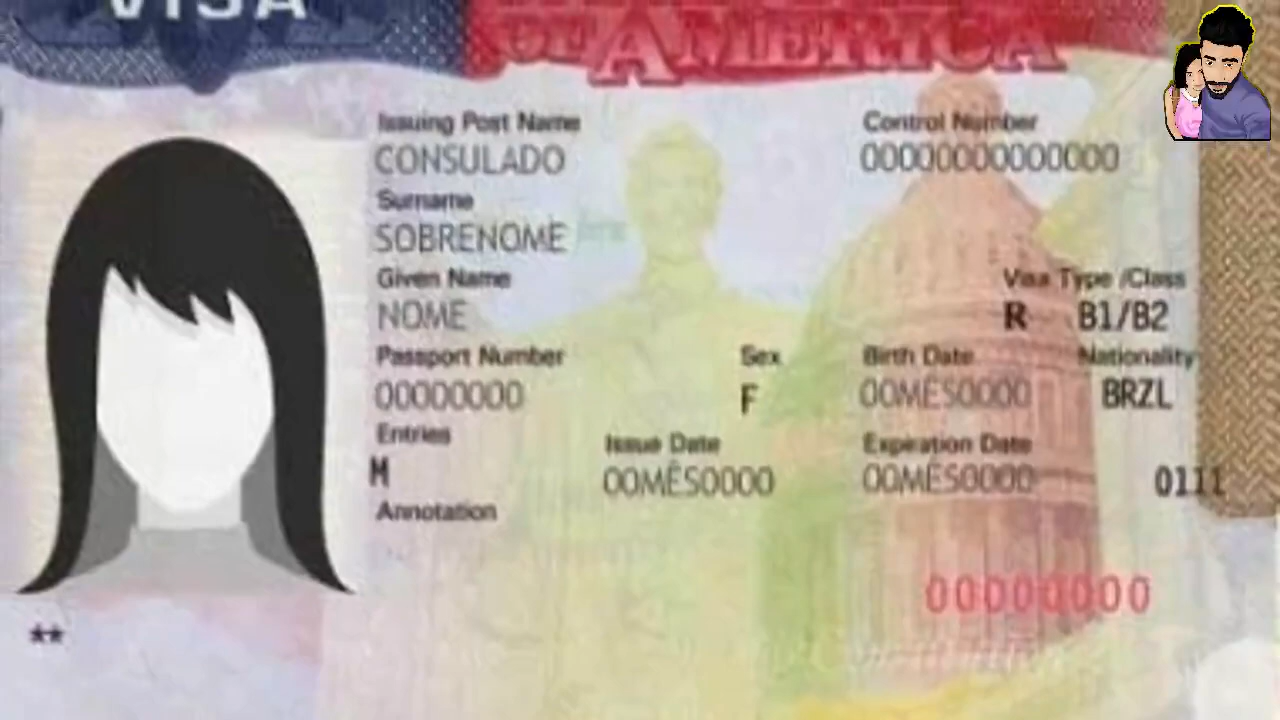 VISA
OF AMERICA
Issuing Post Name
Control Number
CONSULADO
00000000000000
Surname
SOBRENOME
Given Name
Visa Type /Class
NOME
R B1/B2
Passport Number
Sex
Birth Date
Nationality
00000000
F
00MÊS0000
BRZL
Entries
Issue Date
Expiration Date
M
00MÊS0000
00MÊS0000
0111
Annotation
00000000
**